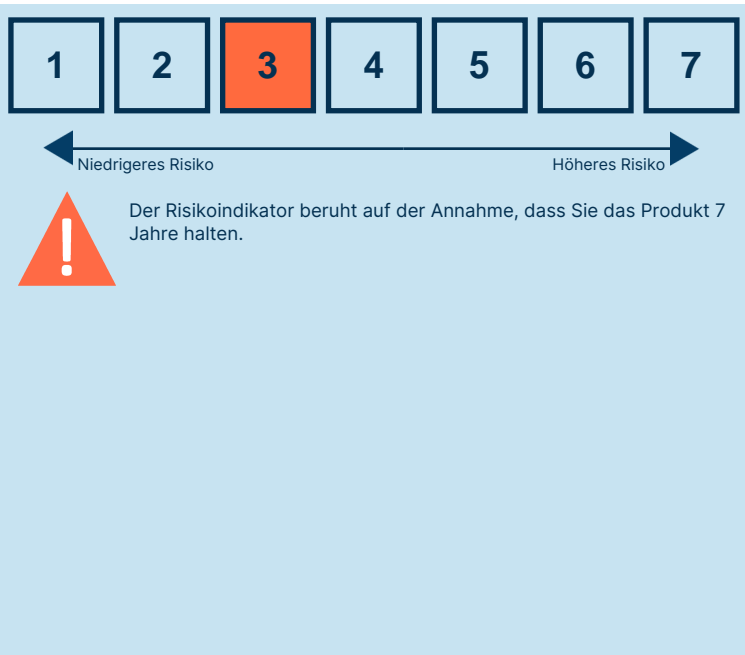 1 2 3 4 5 6 7
Niedrigeres Risiko Höheres Risiko
Der Risikoindikator beruht auf der Annahme, dass Sie das Produkt 7
Jahre halten.